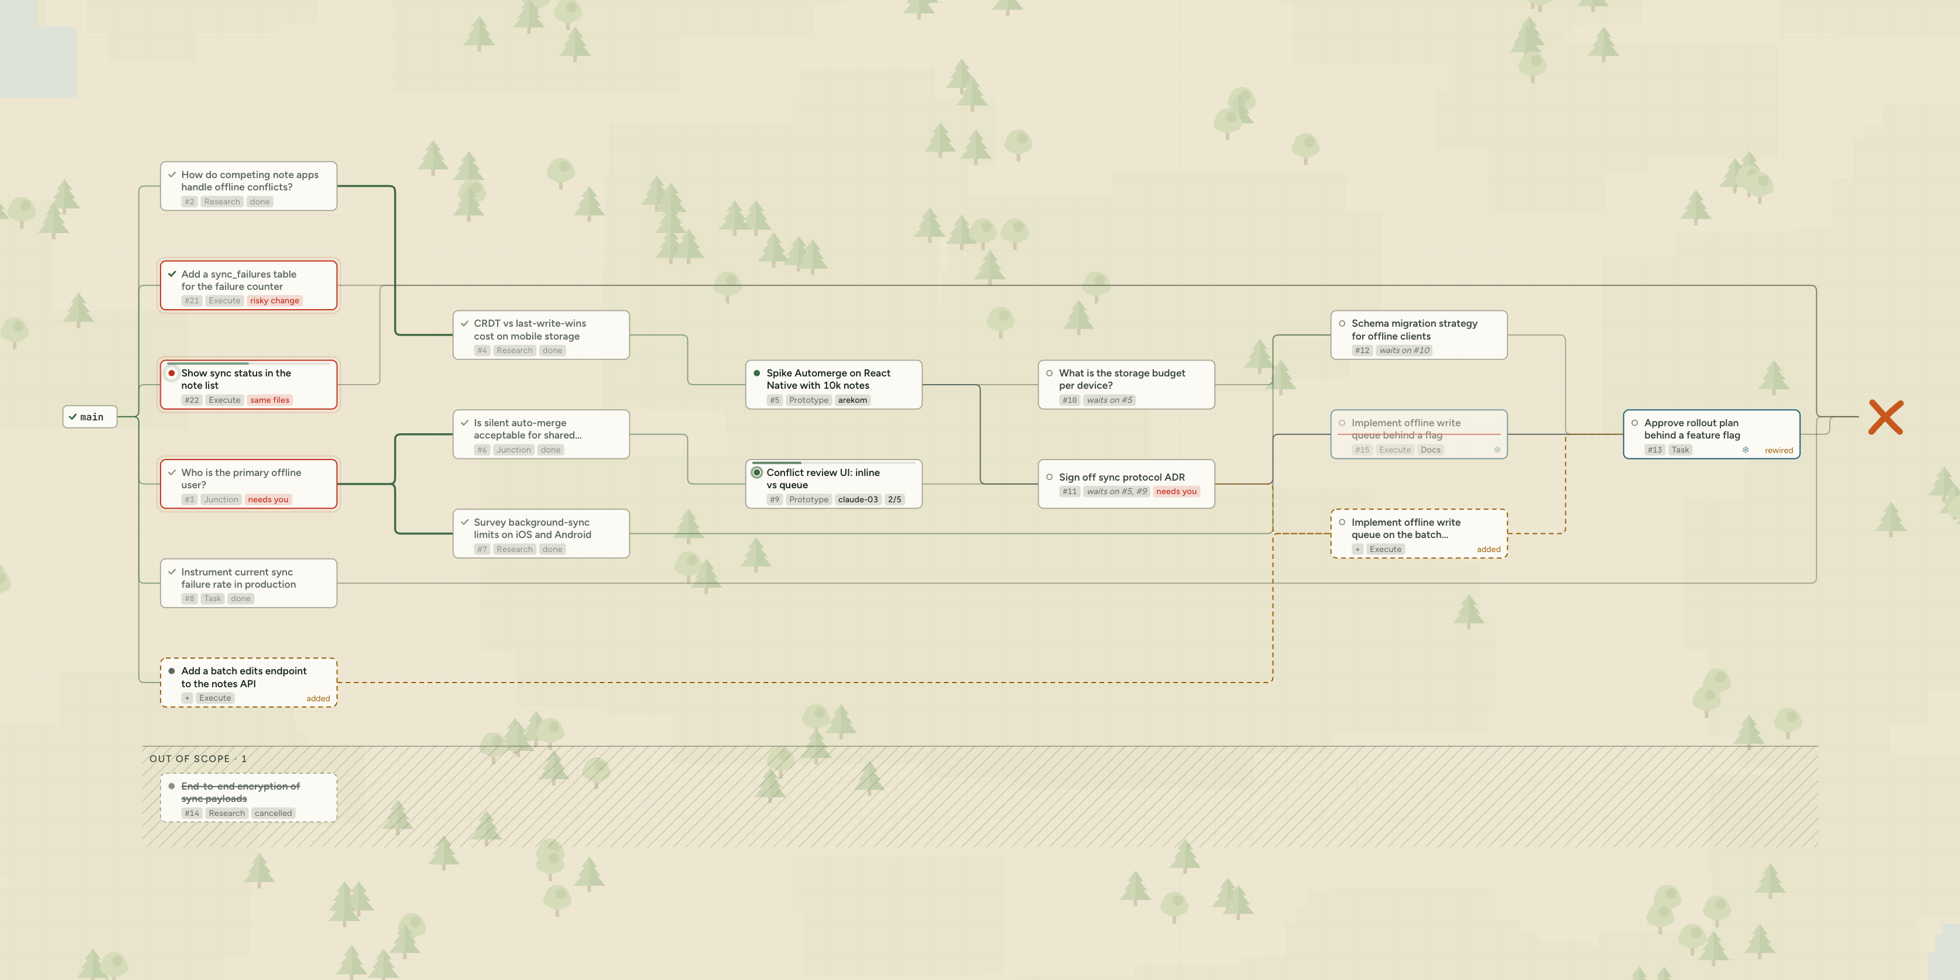 main
How do competing note apps
handle offline conflicts?
#2 Research done
Add a sync_failures table
for the failure counter
#21 Execute risky change
Show sync status in the
note list
#22 Execute same files
Who is the primary offline
user?
#3 Junction needs you
Instrument current sync
failure rate in production
#8 Task done
Add a batch edits endpoint
to the notes API
+ Execute added
CRDT vs last-write-wins
cost on mobile storage
#4 Research done
Is silent auto-merge
acceptable for shared…
#6 Junction done
Survey background-sync
limits on iOS and Android
#7 Research done
Spike Automerge on React
Native with 10k notes
#5 Prototype arekom
Conflict review UI: inline
vs queue
#9 Prototype claude-03 2/5
What is the storage budget
per device?
#10 waits on #5
Sign off sync protocol ADR
#11 waits on #5, #9 needs you
Schema migration strategy
for offline clients
#12 waits on #10
Implement offline write
queue behind a flag
#15 Execute Docs
Implement offline write
queue on the batch…
+ Execute added
Approve rollout plan
behind a feature flag
#13 Task rewired
OUT OF SCOPE · 1
End-to-end encryption of
sync payloads
#14 Research cancelled